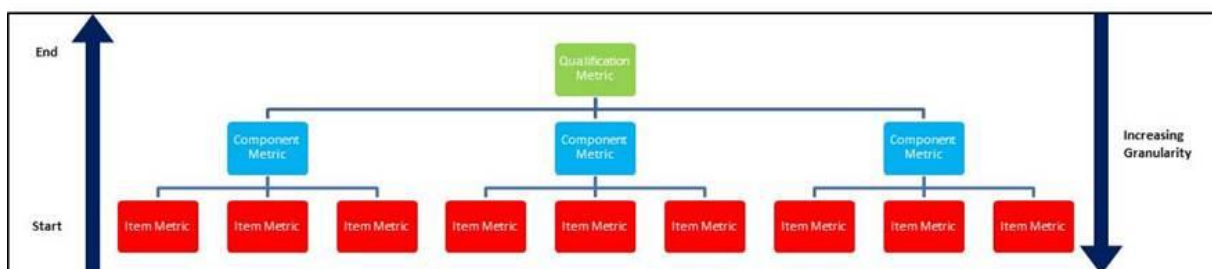 End
Qualification
Metric
Component
Metric
Component
Metric
Component
Metric
Increasing
Granularity
Start
Item Metric
Item Metric
Item Metric
Item Metric
Item Metric
Item Metric
Item Metric
Item Metric
Item Metric